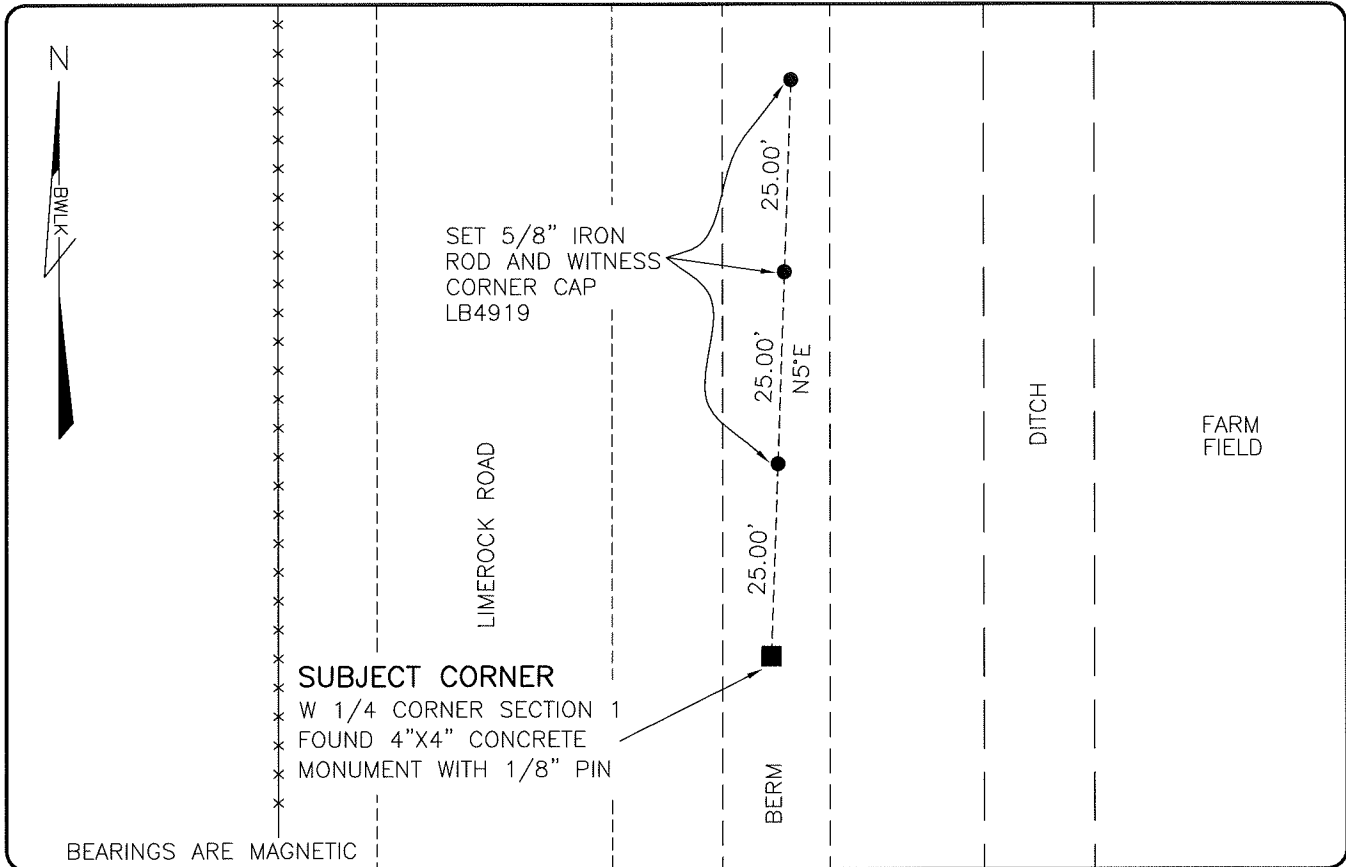 N
BWLK
SET 5/8" IRON
ROD AND WITNESS
CORNER CAP
LB4919
25.00'
25.00'
N5°E
25.00'
LIMEROCK ROAD
DITCH
FARM
FIELD
SUBJECT CORNER
W 1/4 CORNER SECTION 1
FOUND 4"X4" CONCRETE
MONUMENT WITH 1/8" PIN
BERM
BEARINGS ARE MAGNETIC